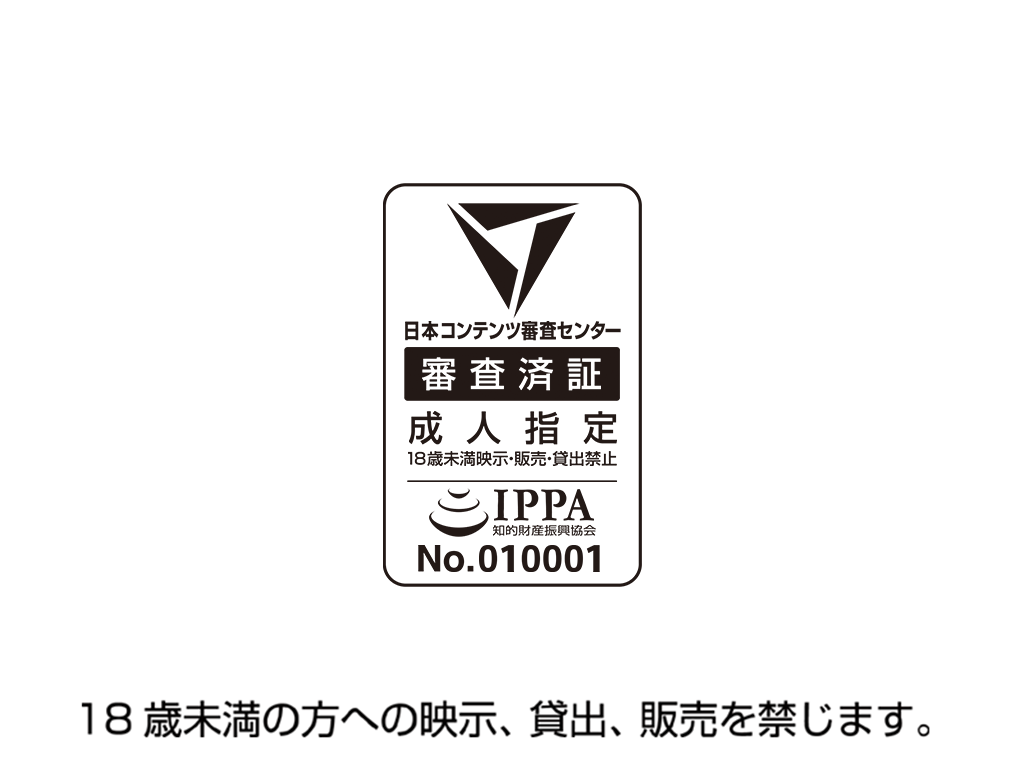 日本コンテンツ審査センター
審査済証
成人指定
18歳未満映示・販売・貸出禁止
IPPA
知的財産振興協会
No.010001
18歳未満の方への映示、貸出、販売を禁じます。